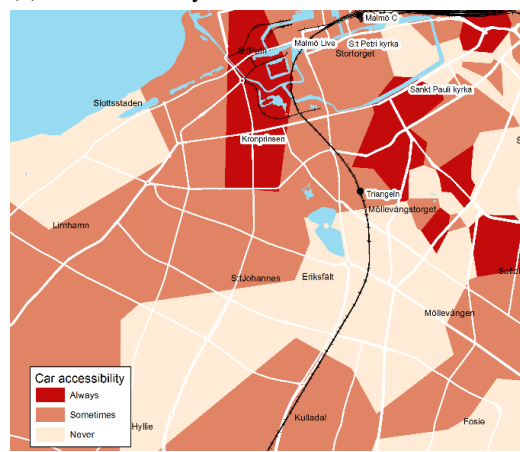 Malmö C
Malmö Live
S:t Petri kyrka
Stortorget
Slottsstaden
Sankt Pauli kyrka
Kronprinsen
Triangeln
Möllevångstorget
Limhamn
S:tJohannes
Eriksfält
Möllevången
Car accessibility
Always
Sometimes
Never
Hyllie
Kulladal
Fosie